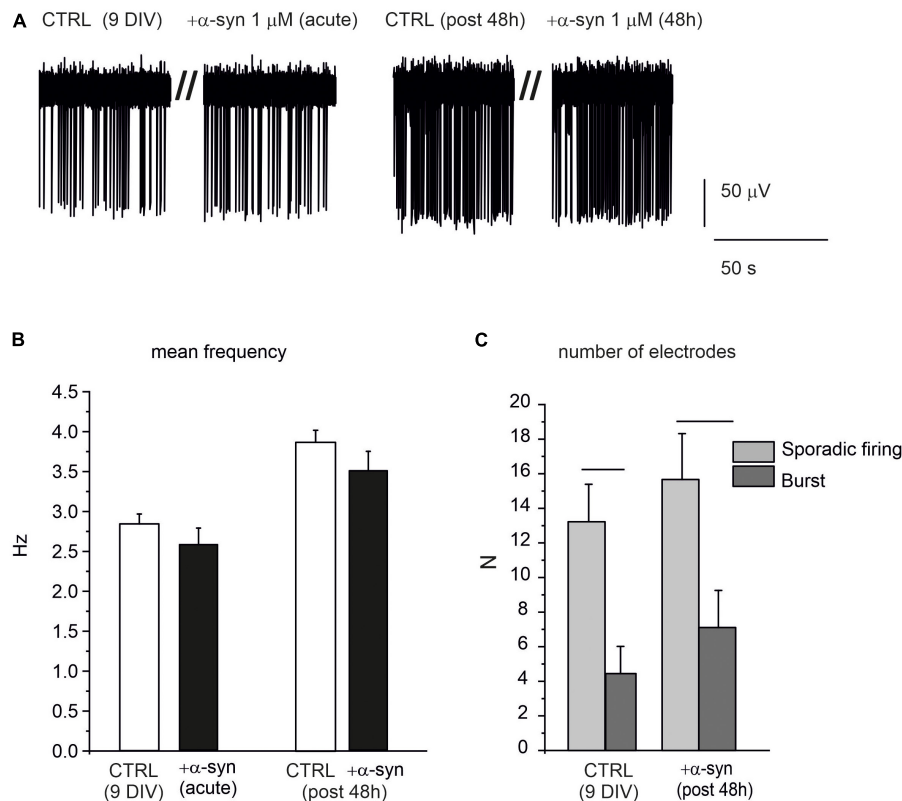 A CTRL (9 DIV) +α-syn 1 μM (acute) CTRL (post 48h) +α-syn 1 μM (48h)
//
//
50 μV
50 s
B
mean frequency
4.5
4.0
3.5
3.0
2.5
2.0
1.5
1.0
0.5
0.0
Hz
CTRL +α-syn CTRL +α-syn
(9 DIV) (acute) (post 48h)
C
number of electrodes
20
18
16
14
12
10
8
6
4
2
0
N
Sporadic firing
Burst
CTRL +α-syn
(9 DIV) (post 48h)